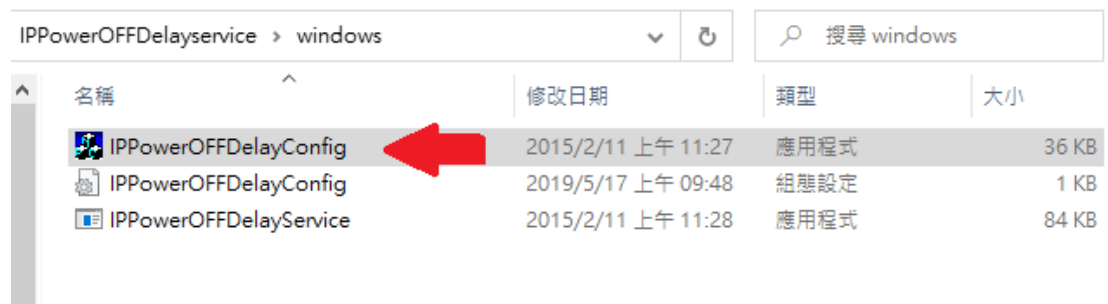 IPPowerOFFDelayservice > windows 搜尋 windows
名稱 修改日期 類型 大小
IPPowerOFFDelayConfig 2015/2/11 上午 11:27 應用程式 36 KB
IPPowerOFFDelayConfig 2019/5/17 上午 09:48 組態設定 1 KB
IPPowerOFFDelayService 2015/2/11 上午 11:28 應用程式 84 KB